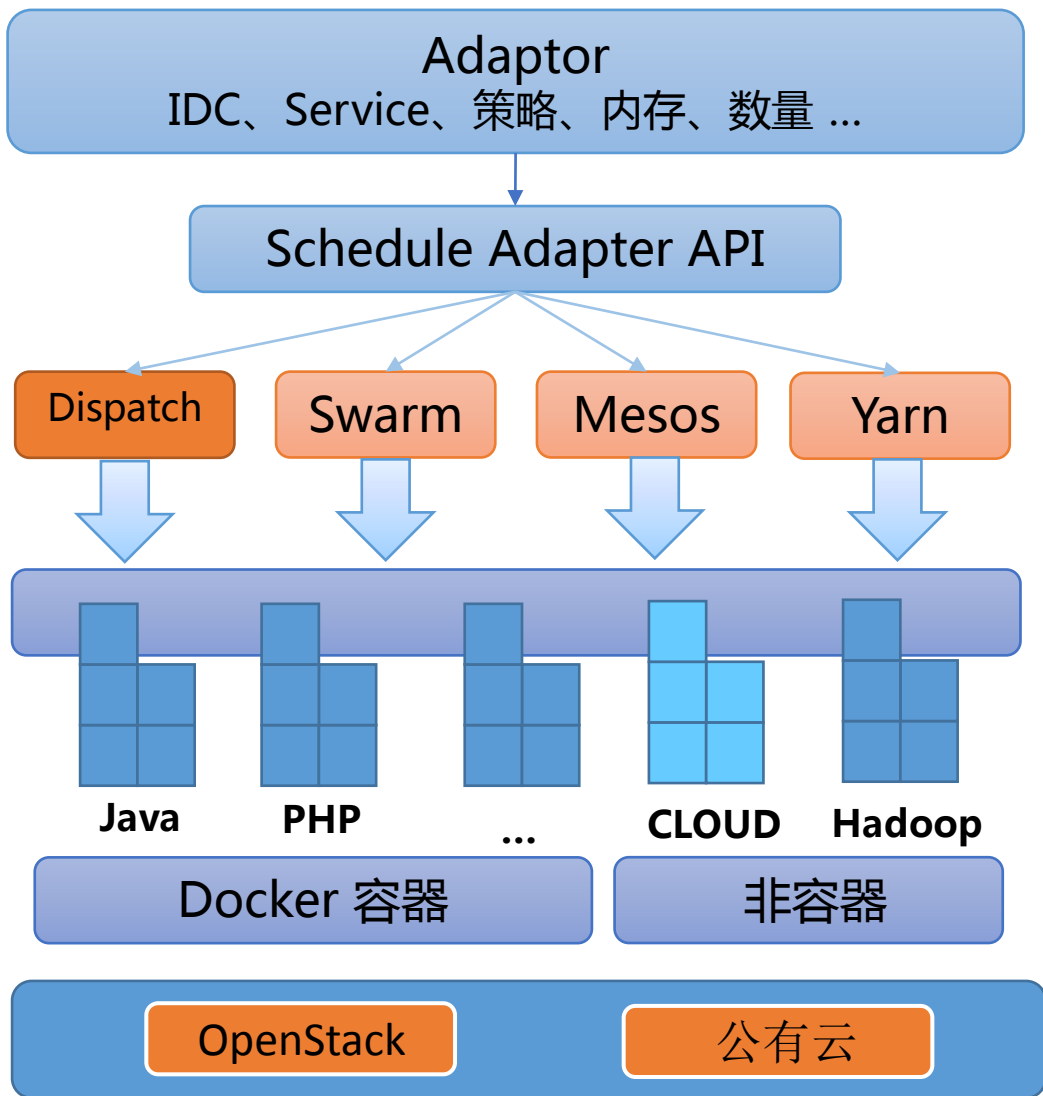 Adaptor
IDC、Service、策略、内存、数量 ...
Schedule Adapter API
Dispatch
Swarm
Mesos
Yarn
Java
PHP
...
CLOUD
Hadoop
Docker 容器
非容器
OpenStack
公有云